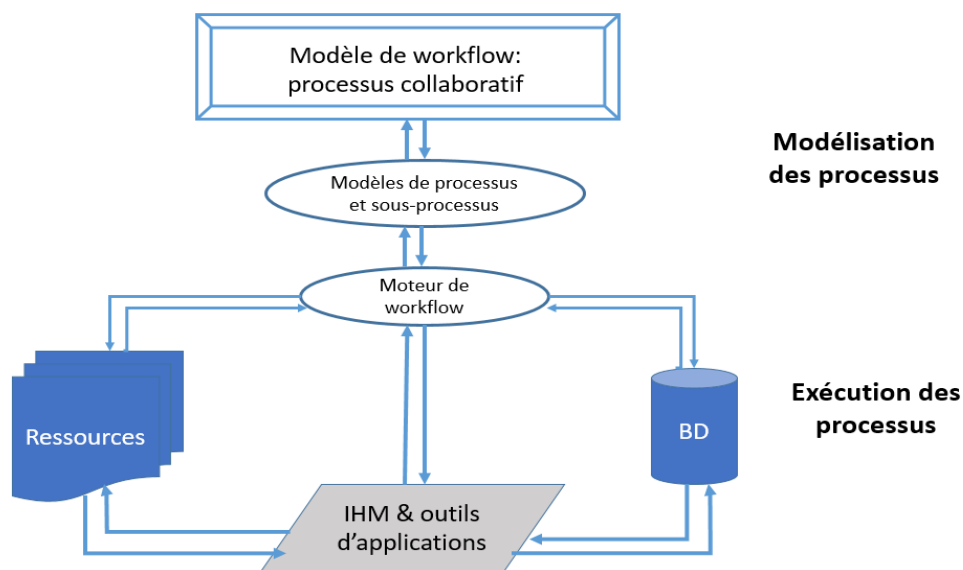 Modèle de workflow:
processus collaboratif
Modélisation
des processus
Modèles de processus
et sous-processus
Moteur de
workflow
Ressources
BD
Exécution des
processus
IHM & outils
d’applications